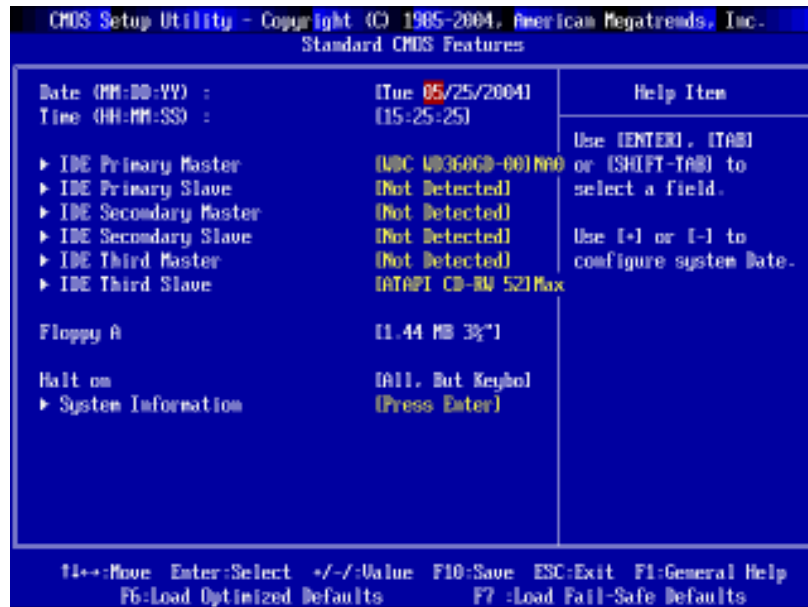 CMOS Setup Utility - Copyright (C) 1985-2004, American Megatrends, Inc.
Standard CMOS Features
Date (MM:DD:YY) : [Tue 05/25/2004]
Time (HH:MM:SS) : [15:25:25]
► IDE Primary Master [WDC WD360GD-00]NA0
► IDE Primary Slave [Not Detected]
► IDE Secondary Master [Not Detected]
► IDE Secondary Slave [Not Detected]
► IDE Third Master [Not Detected]
► IDE Third Slave [ATAPI CD-RW 52]Max
Floppy A [1.44 MB 3½"]
Halt on [All, But Keybo]
► System Information [Press Enter]
Help Item
Use [ENTER], [TAB]
or [SHIFT-TAB] to
select a field.
Use [+] or [-] to
configure system Date.
↑↓←→:Move Enter:Select +/-/:Value F10:Save ESC:Exit F1:General Help
F6:Load Optimized Defaults F7 :Load Fail-Safe Defaults